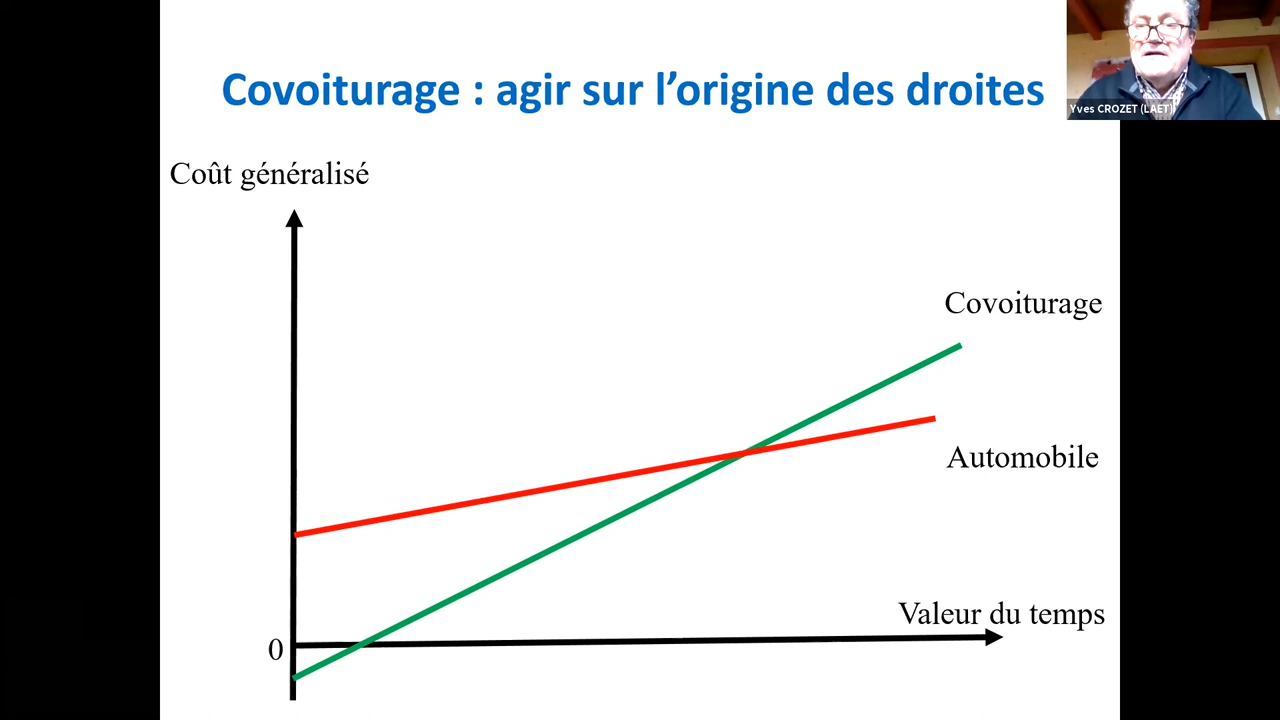 Covoiturage : agir sur l’origine des droites
Yves CROZET (LAET)
Coût généralisé
Covoiturage
Automobile
Valeur du temps
0